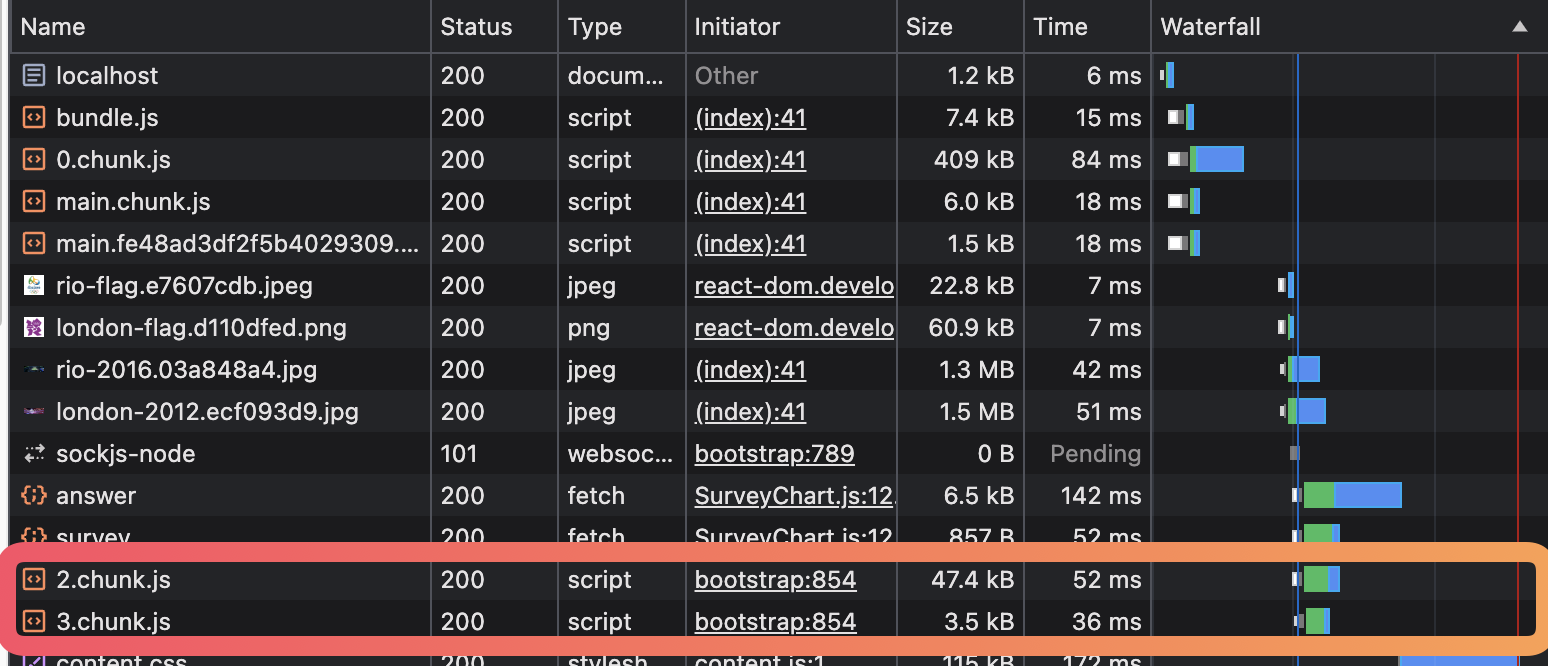 Name Status Type Initiator Size Time Waterfall
localhost 200 docum... Other 1.2 kB 6 ms
bundle.js 200 script (index):41 7.4 kB 15 ms
0.chunk.js 200 script (index):41 409 kB 84 ms
main.chunk.js 200 script (index):41 6.0 kB 18 ms
main.fe48ad3df2f5b4029309.... 200 script (index):41 1.5 kB 18 ms
rio-flag.e7607cdb.jpeg 200 jpeg react-dom.develo 22.8 kB 7 ms
london-flag.d110dfed.png 200 png react-dom.develo 60.9 kB 7 ms
rio-2016.03a848a4.jpg 200 jpeg (index):41 1.3 MB 42 ms
london-2012.ecf093d9.jpg 200 jpeg (index):41 1.5 MB 51 ms
sockjs-node 101 websoc... bootstrap:789 0 B Pending
answer 200 fetch SurveyChart.js:12. 6.5 kB 142 ms
survey 200 fetch SurveyChart.js:12 857 B 52 ms
2.chunk.js 200 script bootstrap:854 47.4 kB 52 ms
3.chunk.js 200 script bootstrap:854 3.5 kB 36 ms
content.css 200 stylesh content.js:1 115 kB 172 ms